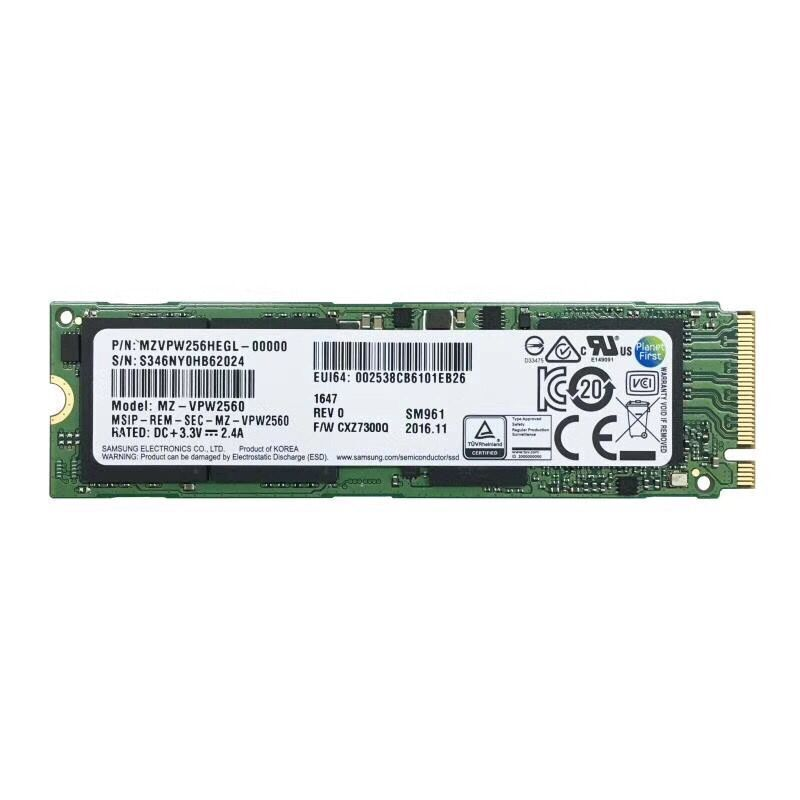 P/N: MZVPW256HEGL-00000
S/N: S346NY0HB62024
Model: MZ-VPW2560
MSIP-REM-SEC-MZ-VPW2560
RATED: DC+3.3V⎓2.4A
SAMSUNG ELECTRONICS CO., LTD. Product of KOREA
WARNING: Product can be damaged by Electrostatic Discharge (ESD).
EUI64: 002538CB6101EB26
1647
REV 0 SM961
F/W CXZ7300Q 2016.11
www.samsung.com/semiconductor/ssd
D33475
C UL US
E149091
Planet
First
20
VCI
TÜVRheinland
CERTIFIED
Type Approved
Safety
Regular Production
Surveillance
www.tuv.com
CE
WARRANTY VOID IF REMOVED